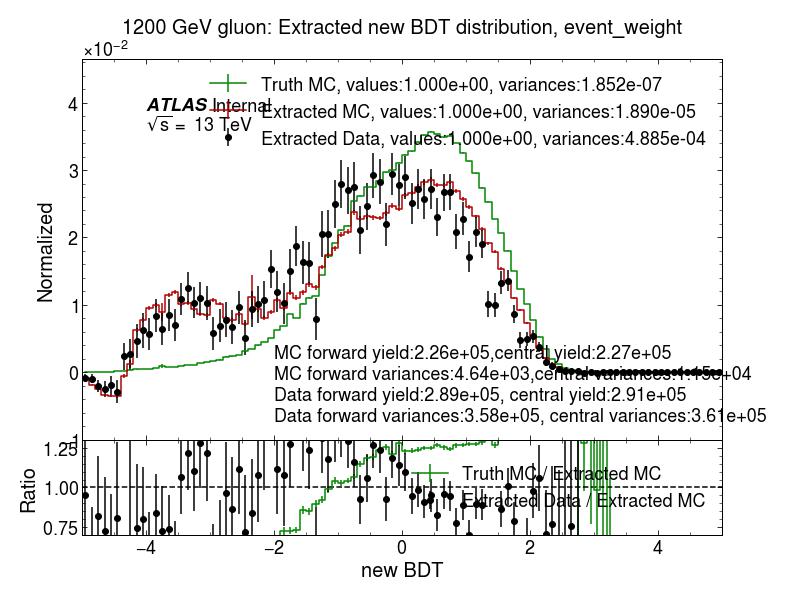 1200 GeV gluon: Extracted new BDT distribution, event_weight
×10⁻²
Truth MC, values:1.000e+00, variances:1.852e-07
ATLAS Internal
Extracted MC, values:1.000e+00, variances:1.890e-05
√s = 13 TeV
Extracted Data, values:1.000e+00, variances:4.885e-04
4
3
2
1
0
−1
Normalized
MC forward yield:2.26e+05,central yield:2.27e+05
MC forward variances:4.64e+03,central variances:1.15e+04
Data forward yield:2.89e+05, central yield:2.91e+05
Data forward variances:3.58e+05, central variances:3.61e+05
1.25
1.00
0.75
Ratio
Truth MC / Extracted MC
Extracted Data / Extracted MC
−4 −2 0 2 4
new BDT